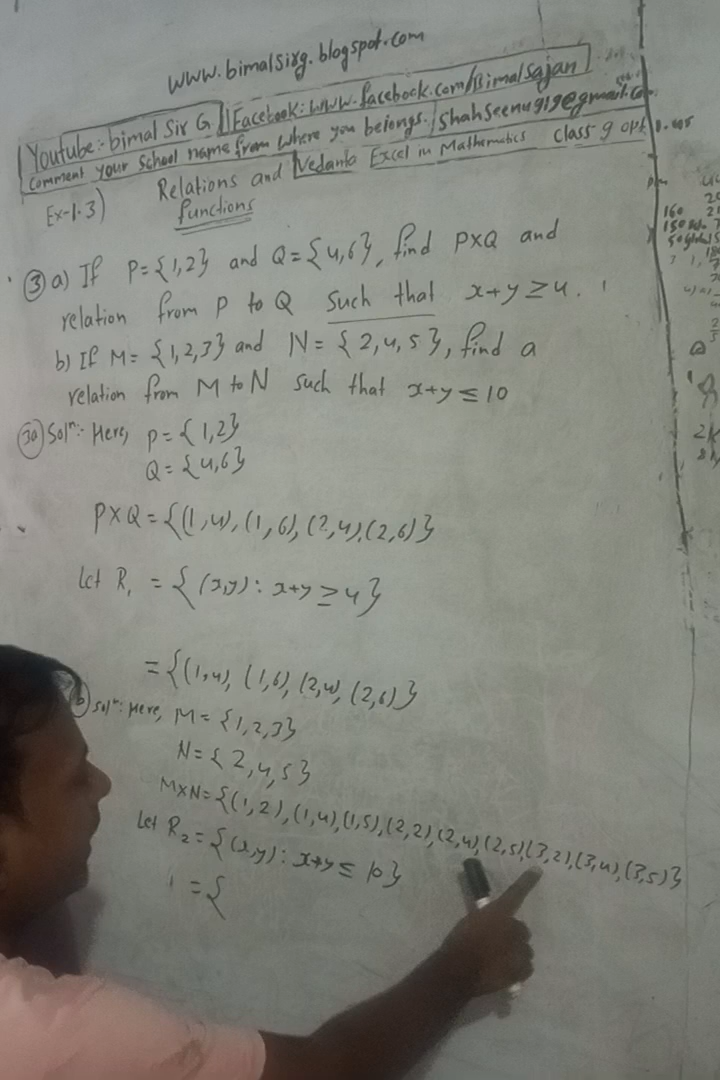 www.bimalsirg.blogspot.com
Youtube:- bimal Sir G | Facebook: www.facebook.com/Bimalsajan
comment your school name from where you belongs.
Relations and functions
Vedanta Excel in Mathematics class 9 opt
Ex-1.3)
③ a) If P = {1,2} and Q = {4,6}, find P×Q and
relation from P to Q such that x+y ≥ 4.
b) If M = {1,2,3} and N = {2,4,5}, find a
relation from M to N such that x+y ≤ 10
3a) Solⁿ:- Here, P = {1,2}
Q = {4,6}
P×Q = {(1,4), (1,6), (2,4), (2,6)}
Let R₁ = {(x,y): x+y ≥ 4}
= {(1,4), (1,6), (2,4), (2,6)}
b) Solⁿ: Here, M = {1,2,3}
N = {2,4,5}
M×N = {(1,2), (1,4), (1,5), (2,2), (2,4), (2,5), (3,2), (3,4), (3,5)}
Let R₂ = {(x,y): x+y ≤ 10}
= {